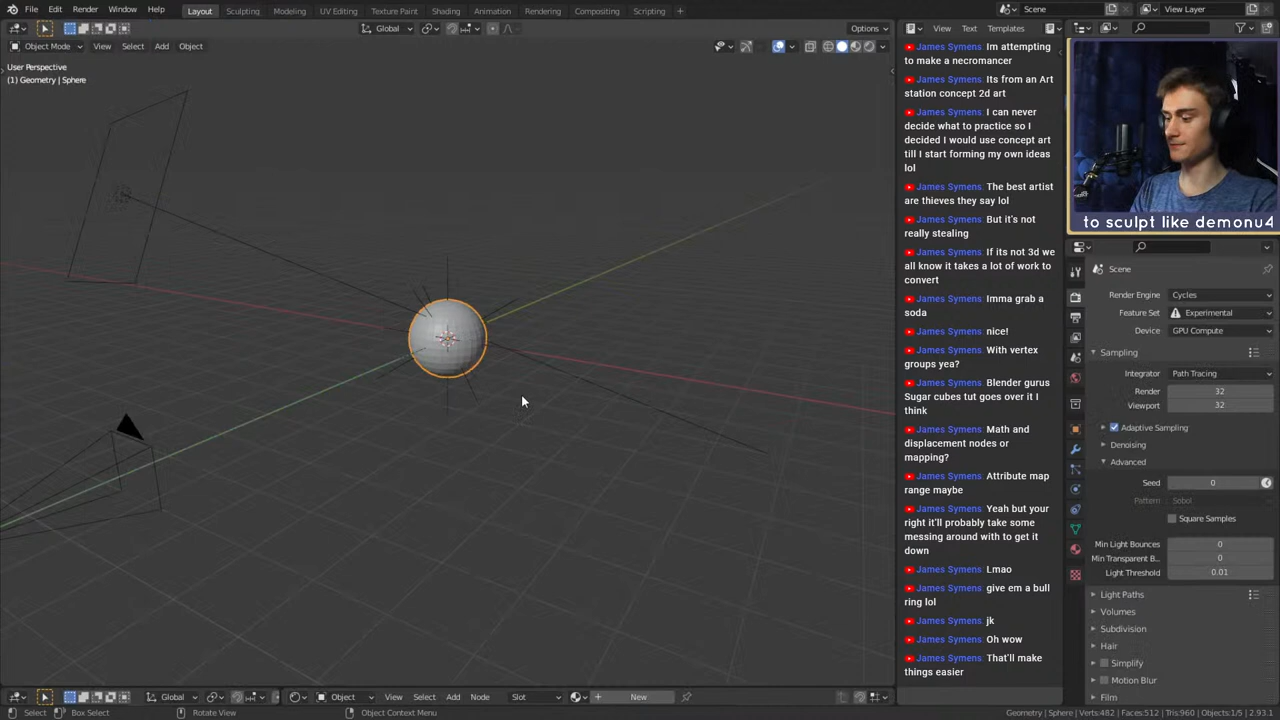 File Edit Render Window Help Layout Sculpting Modeling UV Editing Texture Paint Shading Animation Rendering Compositing Scripting + Scene View Layer
Global Options View Text Templates
Object Mode View Select Add Object
User Perspective
(1) Geometry | Sphere
James Symens: Im attempting
to make a necromancer
James Symens: Its from an Art
station concept 2d art
James Symens: I can never
decide what to practice so I
decided I would use concept art
till I start forming my own ideas
lol
James Symens: The best artist
are thieves they say lol
James Symens: But it's not
really stealing
James Symens: If its not 3d we
all know it takes a lot of work to
convert
James Symens: Imma grab a
soda
James Symens: nice!
James Symens: With vertex
groups yea?
James Symens: Blender gurus
Sugar cubes tut goes over it I
think
James Symens: Math and
displacement nodes or
mapping?
James Symens: Attribute map
range maybe
James Symens: Yeah but your
right it'll probably take some
messing around with to get it
down
James Symens: Lmao
James Symens: give em a bull
ring lol
James Symens: jk
James Symens: Oh wow
James Symens: That'll make
things easier
to sculpt like demonu4
Scene
Render Engine Cycles
Feature Set Experimental
Device GPU Compute
Sampling
Integrator Path Tracing
Render 32
Viewport 32
Adaptive Sampling
Denoising
Advanced
Seed 0
Pattern Sobol
Square Samples
Min Light Bounces 0
Min Transparent B... 0
Light Threshold 0.01
Light Paths
Volumes
Subdivision
Hair
Simplify
Motion Blur
Film
Global Object View Select Add Node Slot + New
Select Box Select Rotate View Object Context Menu Geometry | Sphere | Verts:482 | Faces:512 | Tris:960 | Objects:1/5 | 2.93.1